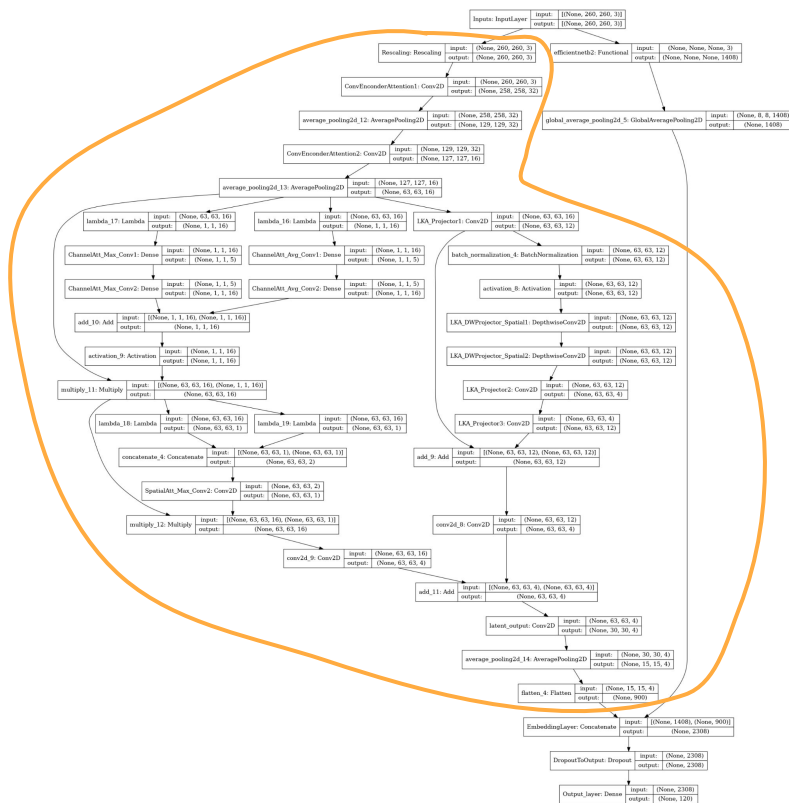 Inputs: InputLayer input: [(None, 260, 260, 3)]
output: [(None, 260, 260, 3)]
Rescaling: Rescaling input: (None, 260, 260, 3)
output: (None, 260, 260, 3)
efficientnetb2: Functional input: (None, None, None, 3)
output: (None, None, None, 1408)
ConvEnconderAttention1: Conv2D input: (None, 260, 260, 3)
output: (None, 258, 258, 32)
average_pooling2d_12: AveragePooling2D input: (None, 258, 258, 32)
output: (None, 129, 129, 32)
global_average_pooling2d_5: GlobalAveragePooling2D input: (None, 8, 8, 1408)
output: (None, 1408)
ConvEnconderAttention2: Conv2D input: (None, 129, 129, 32)
output: (None, 127, 127, 16)
average_pooling2d_13: AveragePooling2D input: (None, 127, 127, 16)
output: (None, 63, 63, 16)
lambda_17: Lambda input: (None, 63, 63, 16)
output: (None, 1, 1, 16)
lambda_16: Lambda input: (None, 63, 63, 16)
output: (None, 1, 1, 16)
LKA_Projector1: Conv2D input: (None, 63, 63, 16)
output: (None, 63, 63, 12)
ChannelAtt_Max_Conv1: Dense input: (None, 1, 1, 16)
output: (None, 1, 1, 5)
ChannelAtt_Avg_Conv1: Dense input: (None, 1, 1, 16)
output: (None, 1, 1, 5)
batch_normalization_4: BatchNormalization input: (None, 63, 63, 12)
output: (None, 63, 63, 12)
ChannelAtt_Max_Conv2: Dense input: (None, 1, 1, 5)
output: (None, 1, 1, 16)
ChannelAtt_Avg_Conv2: Dense input: (None, 1, 1, 5)
output: (None, 1, 1, 16)
activation_8: Activation input: (None, 63, 63, 12)
output: (None, 63, 63, 12)
add_10: Add input: [(None, 1, 1, 16), (None, 1, 1, 16)]
output: (None, 1, 1, 16)
LKA_DWProjector_Spatial1: DepthwiseConv2D input: (None, 63, 63, 12)
output: (None, 63, 63, 12)
activation_9: Activation input: (None, 1, 1, 16)
output: (None, 1, 1, 16)
LKA_DWProjector_Spatial2: DepthwiseConv2D input: (None, 63, 63, 12)
output: (None, 63, 63, 12)
multiply_11: Multiply input: [(None, 63, 63, 16), (None, 1, 1, 16)]
output: (None, 63, 63, 16)
LKA_Projector2: Conv2D input: (None, 63, 63, 12)
output: (None, 63, 63, 4)
lambda_18: Lambda input: (None, 63, 63, 16)
output: (None, 63, 63, 1)
lambda_19: Lambda input: (None, 63, 63, 16)
output: (None, 63, 63, 1)
LKA_Projector3: Conv2D input: (None, 63, 63, 4)
output: (None, 63, 63, 12)
concatenate_4: Concatenate input: [(None, 63, 63, 1), (None, 63, 63, 1)]
output: (None, 63, 63, 2)
add_9: Add input: [(None, 63, 63, 12), (None, 63, 63, 12)]
output: (None, 63, 63, 12)
SpatialAtt_Max_Conv2: Conv2D input: (None, 63, 63, 2)
output: (None, 63, 63, 1)
multiply_12: Multiply input: [(None, 63, 63, 16), (None, 63, 63, 1)]
output: (None, 63, 63, 16)
conv2d_8: Conv2D input: (None, 63, 63, 12)
output: (None, 63, 63, 4)
conv2d_9: Conv2D input: (None, 63, 63, 16)
output: (None, 63, 63, 4)
add_11: Add input: [(None, 63, 63, 4), (None, 63, 63, 4)]
output: (None, 63, 63, 4)
latent_output: Conv2D input: (None, 63, 63, 4)
output: (None, 30, 30, 4)
average_pooling2d_14: AveragePooling2D input: (None, 30, 30, 4)
output: (None, 15, 15, 4)
flatten_4: Flatten input: (None, 15, 15, 4)
output: (None, 900)
EmbeddingLayer: Concatenate input: [(None, 1408), (None, 900)]
output: (None, 2308)
DropoutToOutput: Dropout input: (None, 2308)
output: (None, 2308)
Output_layer: Dense input: (None, 2308)
output: (None, 120)